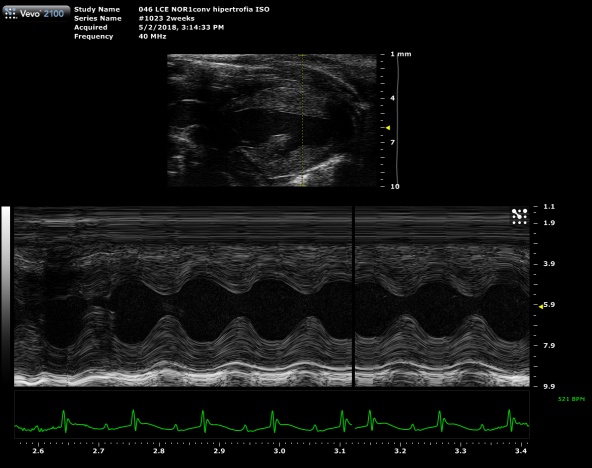 Vevo 2100
Study Name 046 LCE NOR1conv hipertrofia ISO
Series Name #1023 2weeks
Acquired 5/2/2018, 3:14:33 PM
Frequency 40 MHz
1 mm
4
7
10
1.1
1.9
3.9
5.9
7.9
9.9
521 BPM
2.6 2.7 2.8 2.9 3.0 3.1 3.2 3.3 3.4